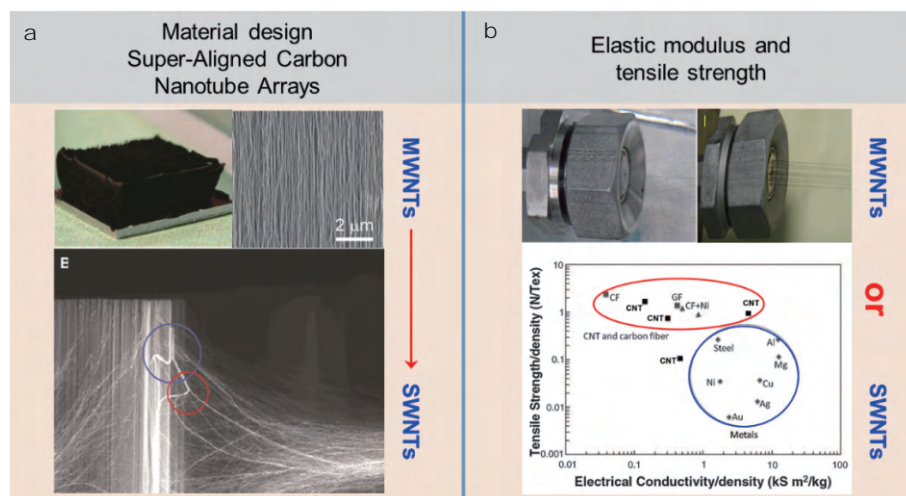 a
Material design
Super-Aligned Carbon
Nanotube Arrays
MWNTs
2 μm
E
SWNTs
b
Elastic modulus and
tensile strength
MWNTs
or
SWNTs
Tensile Strength/density (N/Tex)
10
1
0.1
0.01
0.001
CF
CNT
GF
CF+Ni
CNT
CNT
CNT and carbon fiber
CNT
Steel
Al
Mg
Ni
Cu
Ag
Au
Metals
0.01
0.1
1
10
100
Electrical Conductivity/density (kS m²/kg)